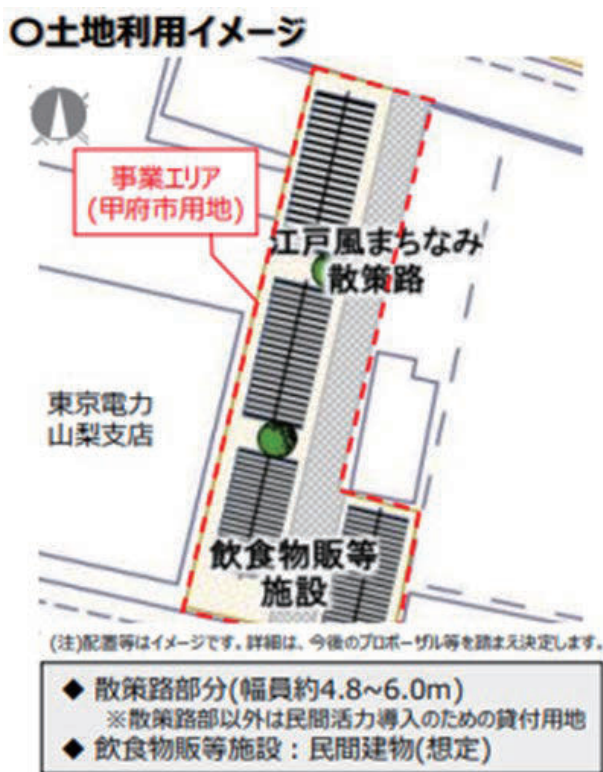 〇土地利用イメージ
事業エリア
(甲府市用地)
江戸風まちなみ
散策路
東京電力
山梨支店
飲食物販等
施設
(注)配置等はイメージです。詳細は、今後のプロポーザル等を踏まえ決定します。
◆ 散策路部分(幅員約4.8~6.0m)
※散策路部以外は民間活力導入のための貸付用地
◆ 飲食物販等施設：民間建物(想定)